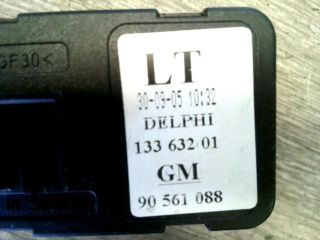 GF30<
LT
30-09-05 10:32
DELPHI
133 632 01
GM
90 561 088